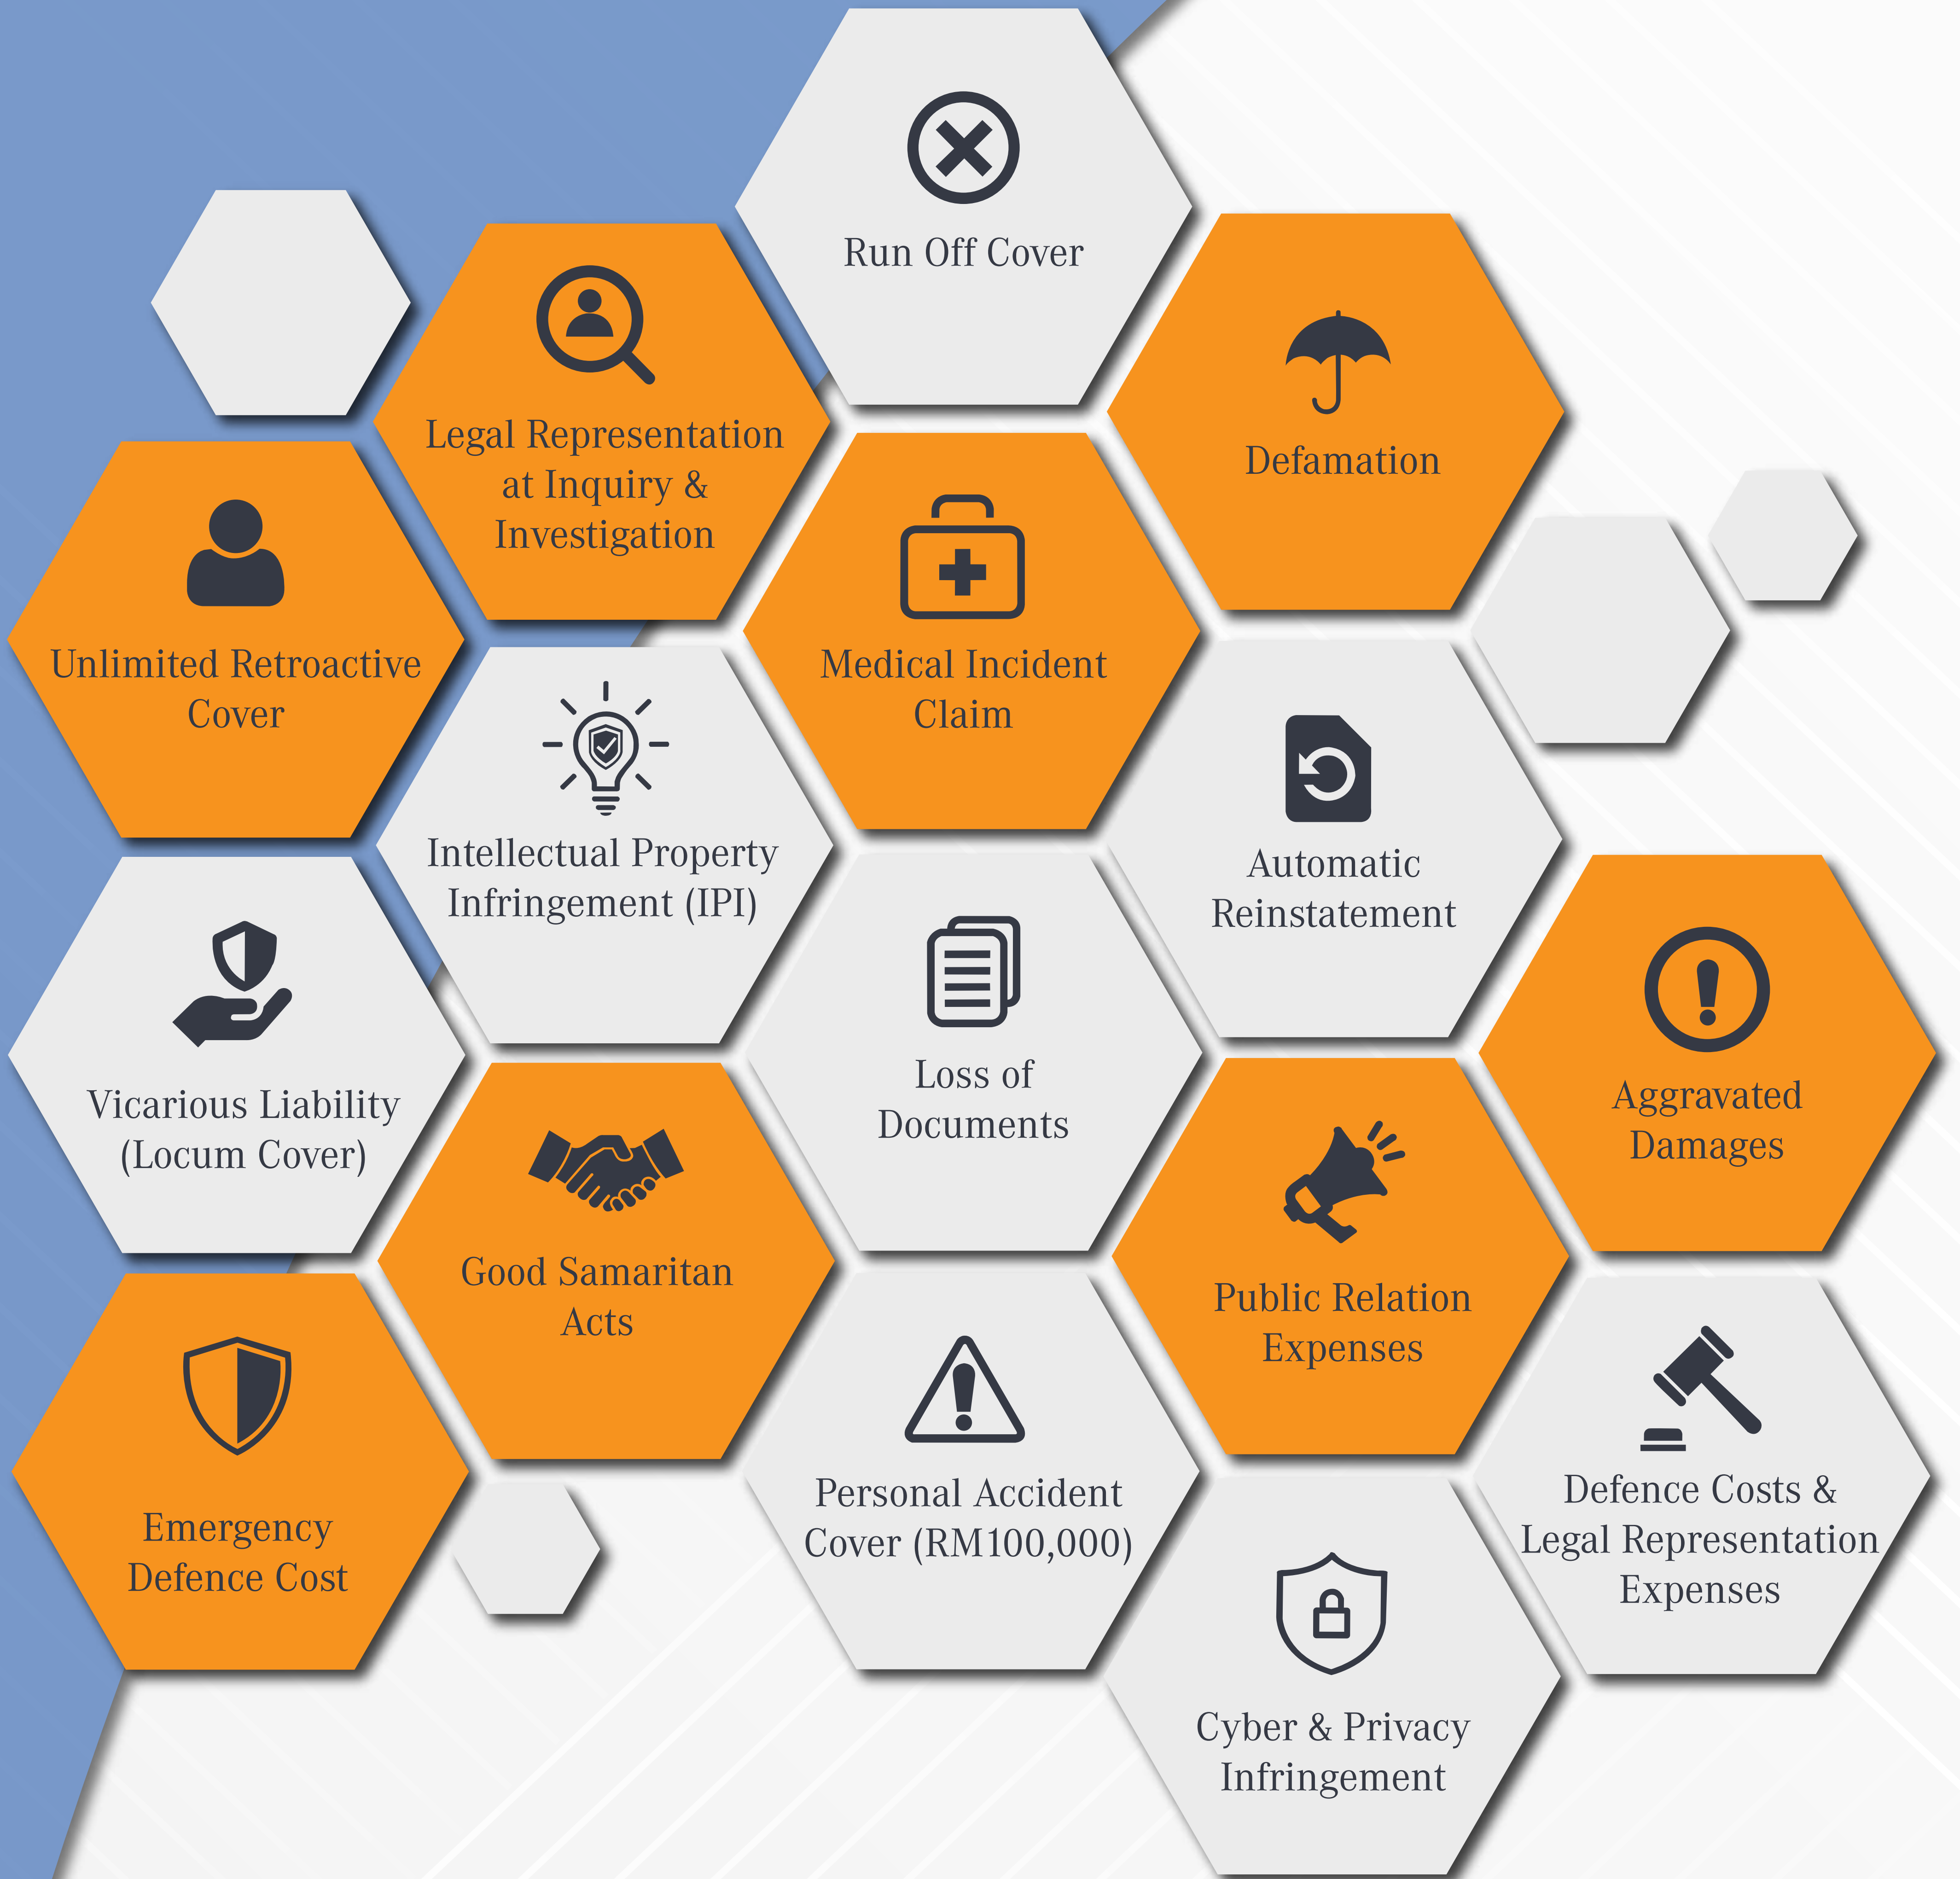 Run Off Cover
Legal Representation
at Inquiry &
Investigation
Defamation
Unlimited Retroactive
Cover
Medical Incident
Claim
Intellectual Property
Infringement (IPI)
Automatic
Reinstatement
Vicarious Liability
(Locum Cover)
Loss of
Documents
Aggravated
Damages
Good Samaritan
Acts
Public Relation
Expenses
Emergency
Defence Cost
Personal Accident
Cover (RM100,000)
Defence Costs &
Legal Representation
Expenses
Cyber & Privacy
Infringement